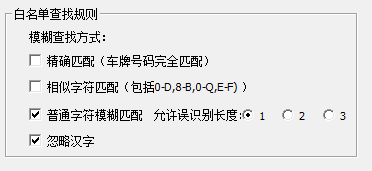 白名单查找规则
模糊查找方式：
精确匹配（车牌号码完全匹配）
相似字符匹配（包括0-D,8-B,0-Q,E-F)）
普通字符模糊匹配 允许误识别长度: 1 2 3
忽略汉字